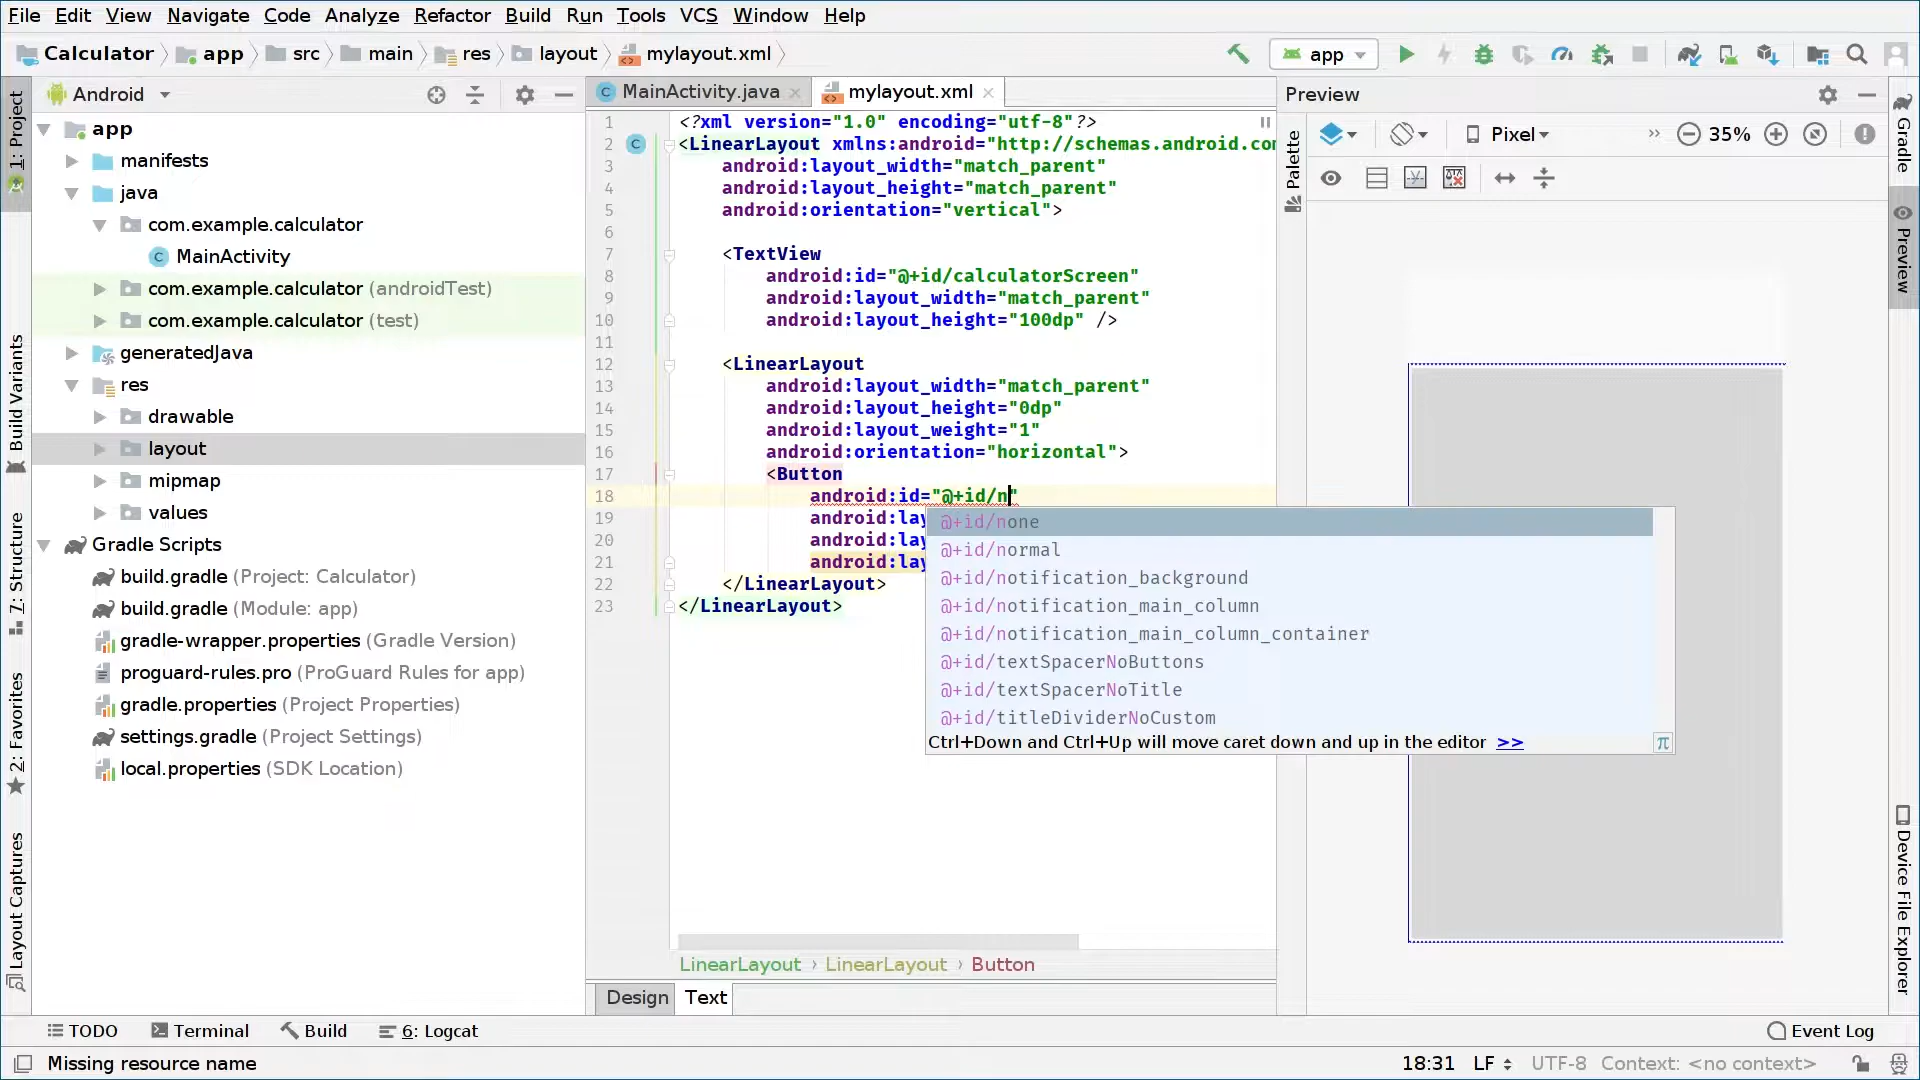 File Edit View Navigate Code Analyze Refactor Build Run Tools VCS Window Help
Calculator app src main res layout mylayout.xml app
1: Project
Build Variants
7: Structure
2: Favorites
Layout Captures
Android
app
manifests
java
com.example.calculator
MainActivity
com.example.calculator (androidTest)
com.example.calculator (test)
generatedJava
res
drawable
layout
mipmap
values
Gradle Scripts
build.gradle (Project: Calculator)
build.gradle (Module: app)
gradle-wrapper.properties (Gradle Version)
proguard-rules.pro (ProGuard Rules for app)
gradle.properties (Project Properties)
settings.gradle (Project Settings)
local.properties (SDK Location)
MainActivity.java mylayout.xml
1 <?xml version="1.0" encoding="utf-8"?>
2 <LinearLayout xmlns:android="http://schemas.android.com
3 android:layout_width="match_parent"
4 android:layout_height="match_parent"
5 android:orientation="vertical">
6
7 <TextView
8 android:id="@+id/calculatorScreen"
9 android:layout_width="match_parent"
10 android:layout_height="100dp" />
11
12 <LinearLayout
13 android:layout_width="match_parent"
14 android:layout_height="0dp"
15 android:layout_weight="1"
16 android:orientation="horizontal">
17 <Button
18 android:id="@+id/n"
19 android:lay
20 android:lay
21 android:lay
22 </LinearLayout>
23 </LinearLayout>
@+id/none
@+id/normal
@+id/notification_background
@+id/notification_main_column
@+id/notification_main_column_container
@+id/textSpacerNoButtons
@+id/textSpacerNoTitle
@+id/titleDividerNoCustom
Ctrl+Down and Ctrl+Up will move caret down and up in the editor >>
π
LinearLayout › LinearLayout › Button
Design Text
Preview
Palette
Pixel >> 35%
Gradle
Preview
Device File Explorer
TODO Terminal Build 6: Logcat Event Log
Missing resource name 18:31 LF UTF-8 Context: <no context>